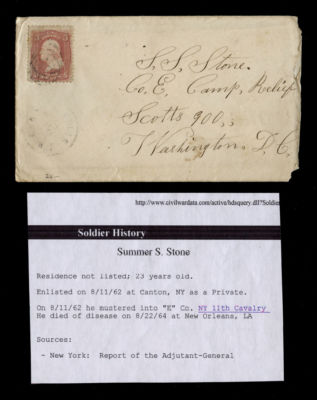 S. S. Stone.
Co. E. Camp Relief
Scotts 900,
Washington. D. C.
20-
http://www.civilwardata.com/active/hdsquery.dll?Soldier
Soldier History
Summer S. Stone
Residence not listed; 23 years old.
Enlisted on 8/11/62 at Canton, NY as a Private.
On 8/11/62 he mustered into "E" Co. NY 11th Cavalry
He died of disease on 8/22/64 at New Orleans, LA
Sources:
- New York: Report of the Adjutant-General